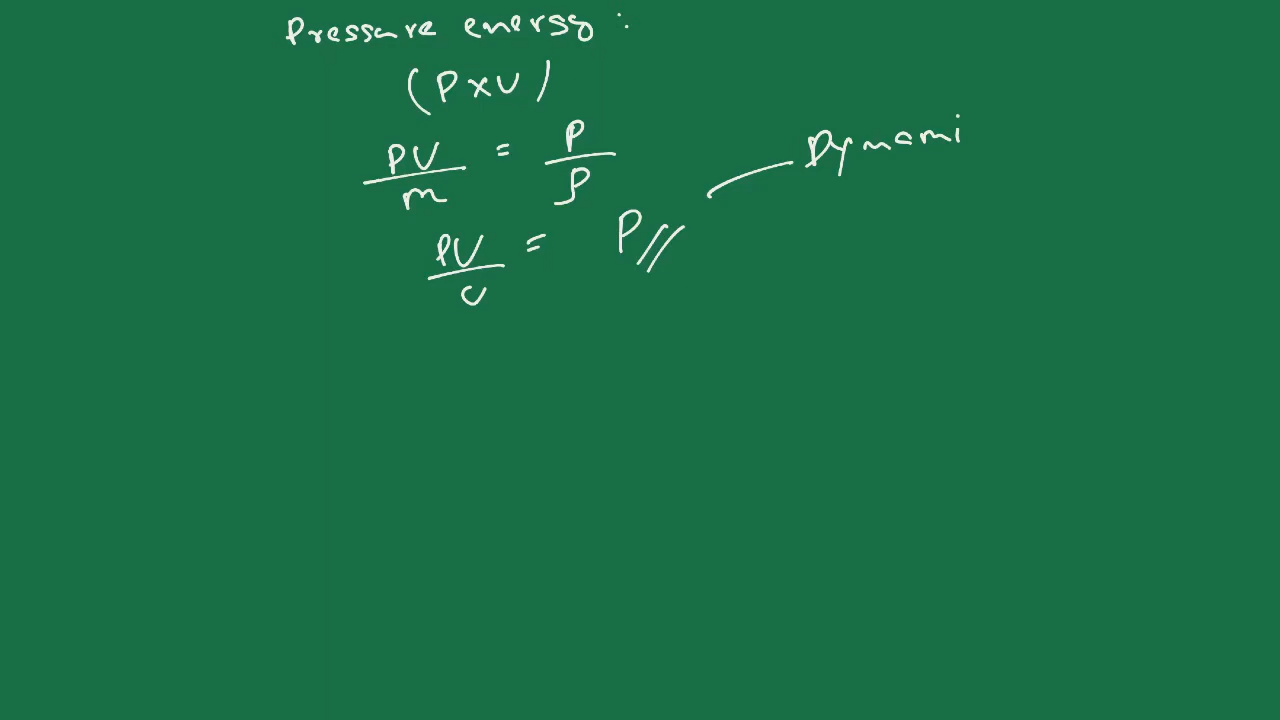 Pressure energy :
(P × V)
PV/m = P/ρ
Dynami
PV/V = P//